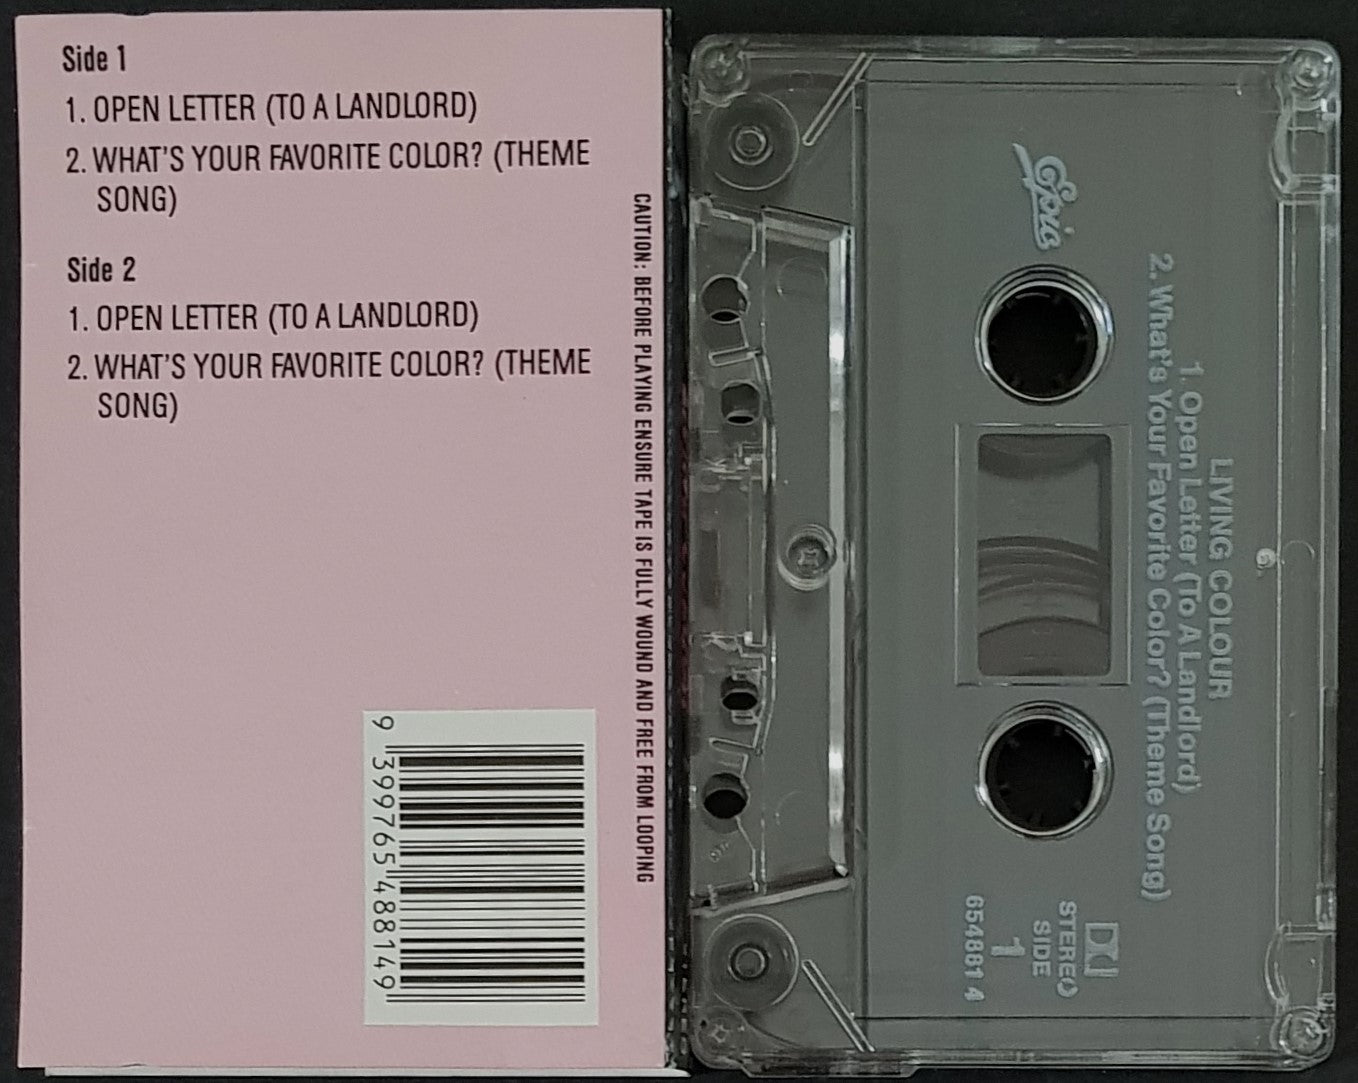 Side 1
1. OPEN LETTER (TO A LANDLORD)
2. WHAT'S YOUR FAVORITE COLOR? (THEME
SONG)
Side 2
1. OPEN LETTER (TO A LANDLORD)
2. WHAT'S YOUR FAVORITE COLOR? (THEME
SONG)
CAUTION: BEFORE PLAYING ENSURE TAPE IS FULLY WOUND AND FREE FROM LOOPING
9 399765 488149
LIVING COLOUR
1. Open Letter (To A Landlord)
2. What's Your Favorite Color? (Theme Song)
Epic
STEREO
SIDE
1
654881 4